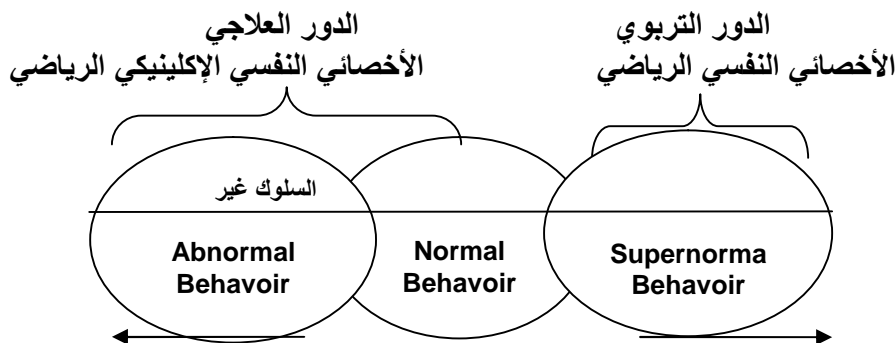 الدور التربوي
الأخصائي النفسي الرياضي
الدور العلاجي
الأخصائي النفسي الإكلينيكي الرياضي
السلوك غير
Abnormal
Behavoir
Normal
Behavoir
Supernorma
Behavoir